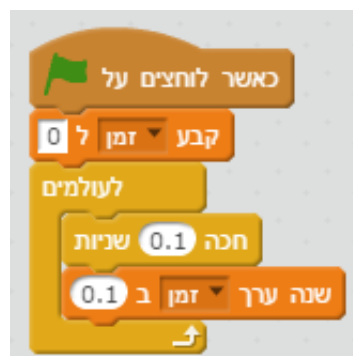 כאשר לוחצים על
קבע זמן ל 0
לעולמים
חכה 0.1 שניות
שנה ערך זמן ב 0.1